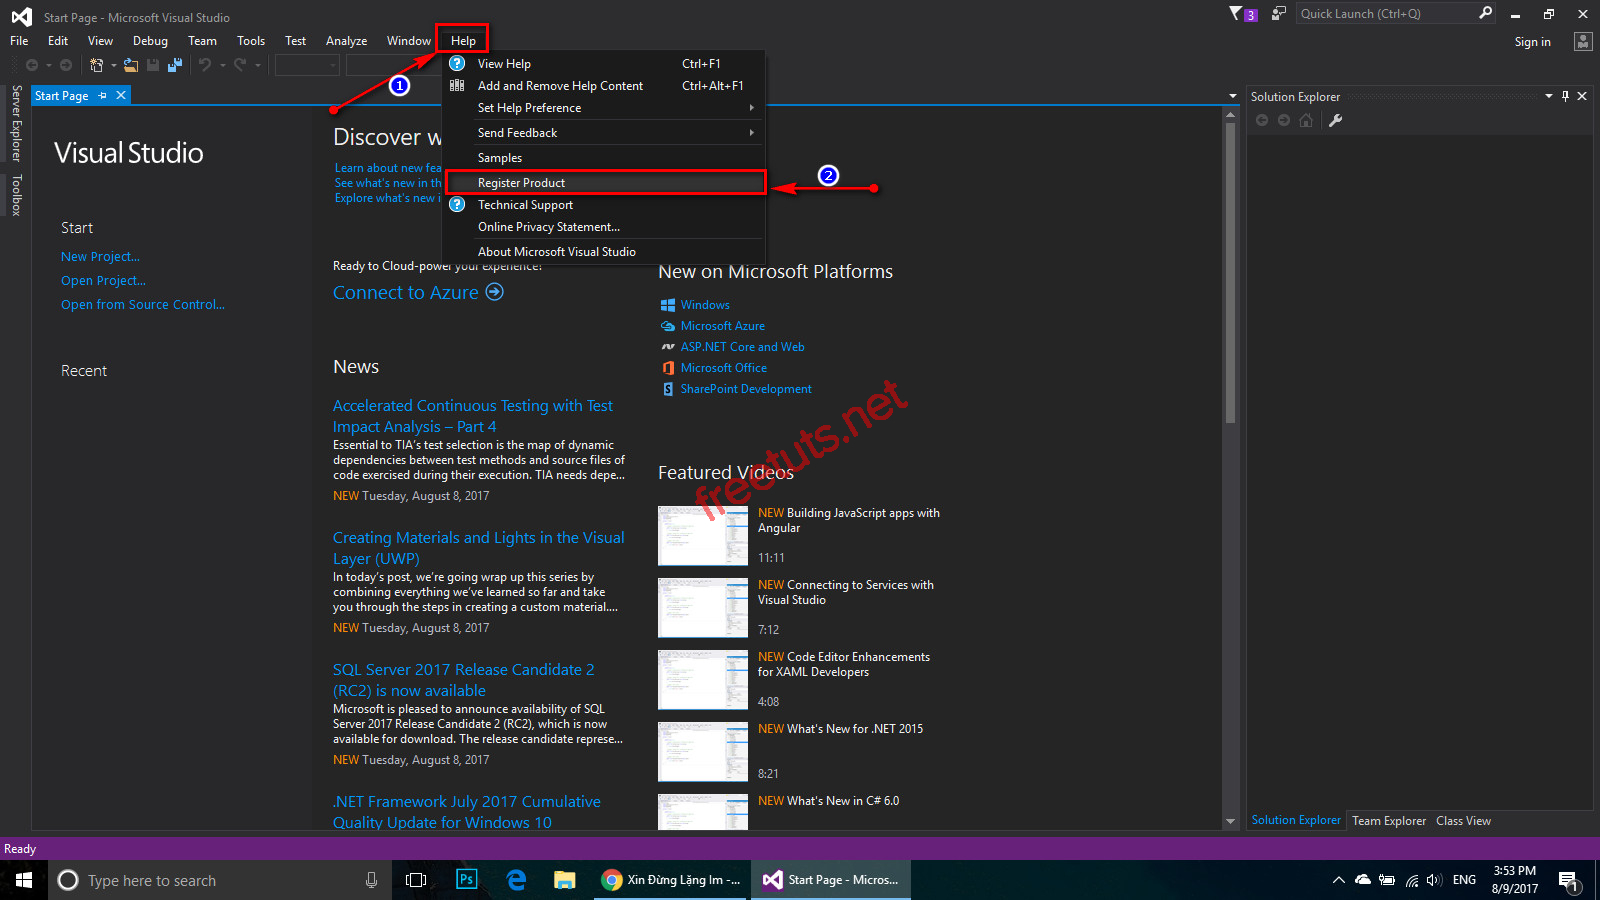 Start Page - Microsoft Visual Studio
3
Quick Launch (Ctrl+Q)
File Edit View Debug Team Tools Test Analyze Window Help
Sign in
1
View Help Ctrl+F1
Add and Remove Help Content Ctrl+Alt+F1
Set Help Preference
Send Feedback
Samples
Register Product
2
Technical Support
Online Privacy Statement...
About Microsoft Visual Studio
Server Explorer
Toolbox
Start Page
Visual Studio
Start
New Project...
Open Project...
Open from Source Control...
Recent
Discover w
Learn about new fea
See what's new in th
Explore what's new i
Ready to Cloud-power your experience?
Connect to Azure
News
Accelerated Continuous Testing with Test
Impact Analysis – Part 4
Essential to TIA's test selection is the map of dynamic
dependencies between test methods and source files of
code exercised during their execution. TIA needs depe...
NEW Tuesday, August 8, 2017
Creating Materials and Lights in the Visual
Layer (UWP)
In today's post, we're going wrap up this series by
combining everything we've learned so far and take
you through the steps in creating a custom material....
NEW Tuesday, August 8, 2017
SQL Server 2017 Release Candidate 2
(RC2) is now available
Microsoft is pleased to announce availability of SQL
Server 2017 Release Candidate 2 (RC2), which is now
available for download. The release candidate represe...
NEW Tuesday, August 8, 2017
.NET Framework July 2017 Cumulative
Quality Update for Windows 10
New on Microsoft Platforms
Windows
Microsoft Azure
ASP.NET Core and Web
Microsoft Office
SharePoint Development
freetuts.net
Featured Videos
NEW Building JavaScript apps with
Angular
11:11
NEW Connecting to Services with
Visual Studio
7:12
NEW Code Editor Enhancements
for XAML Developers
4:08
NEW What's New for .NET 2015
8:21
NEW What's New in C# 6.0
Solution Explorer
Solution Explorer Team Explorer Class View
Ready
Type here to search
Ps
Xin Đừng Lặng Im -...
Start Page - Micros...
ENG
3:53 PM
8/9/2017
1